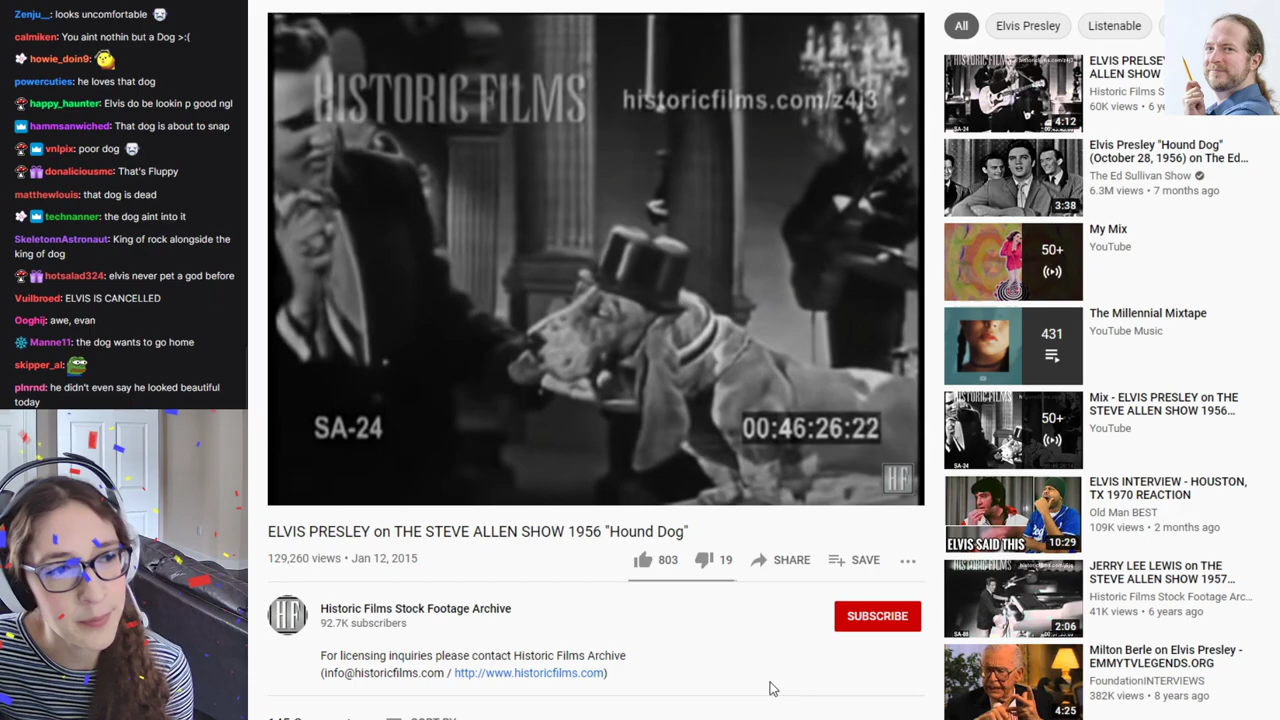 Zenju__: looks uncomfortable
calmiken: You aint nothin but a Dog >:(
howie_doin9:
powercuties: he loves that dog
happy_haunter: Elvis do be lookin p good ngl
hammsanwiched: That dog is about to snap
vnlpix: poor dog
donaliciousmc: That's Fluppy
matthewlouis: that dog is dead
technanner: the dog aint into it
SkeletonnAstronaut: King of rock alongside the
king of dog
hotsalad324: elvis never pet a god before
Vuilbroed: ELVIS IS CANCELLED
Ooghij: awe, evan
Manne11: the dog wants to go home
skipper_al:
plnrnd: he didn't even say he looked beautiful
today
HISTORIC FILMS
historicfilms.com/z4j3
SA-24
00:46:26:22
HF
ELVIS PRESLEY on THE STEVE ALLEN SHOW 1956 "Hound Dog"
129,260 views • Jan 12, 2015
803
19
SHARE
SAVE
HF
Historic Films Stock Footage Archive
92.7K subscribers
SUBSCRIBE
For licensing inquiries please contact Historic Films Archive
(info@historicfilms.com / http://www.historicfilms.com)
All
Elvis Presley
Listenable
ELVIS PRELSEY
ALLEN SHOW
Historic Films S
60K views • 6 ye
4:12
Elvis Presley "Hound Dog"
(October 28, 1956) on The Ed...
The Ed Sullivan Show
6.3M views • 7 months ago
3:38
My Mix
YouTube
50+
The Millennial Mixtape
YouTube Music
431
Mix - ELVIS PRESLEY on THE
STEVE ALLEN SHOW 1956...
YouTube
50+
ELVIS INTERVIEW - HOUSTON,
TX 1970 REACTION
Old Man BEST
109K views • 2 months ago
ELVIS SAID THIS
10:29
JERRY LEE LEWIS on THE
STEVE ALLEN SHOW 1957...
Historic Films Stock Footage Arc...
41K views • 6 years ago
2:06
Milton Berle on Elvis Presley -
EMMYTVLEGENDS.ORG
FoundationINTERVIEWS
382K views • 8 years ago
4:25